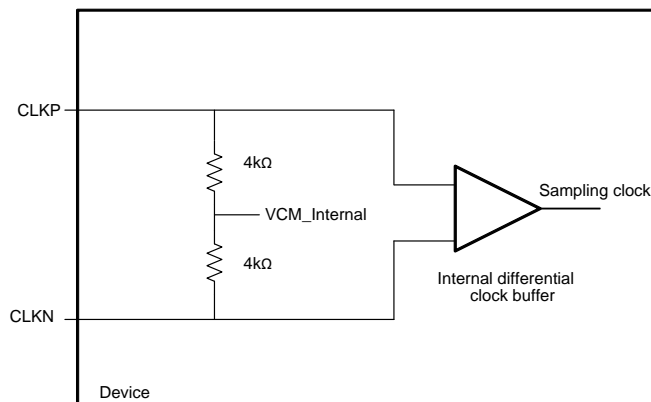 CLKP
4kΩ
Sampling clock
VCM_Internal
4kΩ
Internal differential
clock buffer
CLKN
Device